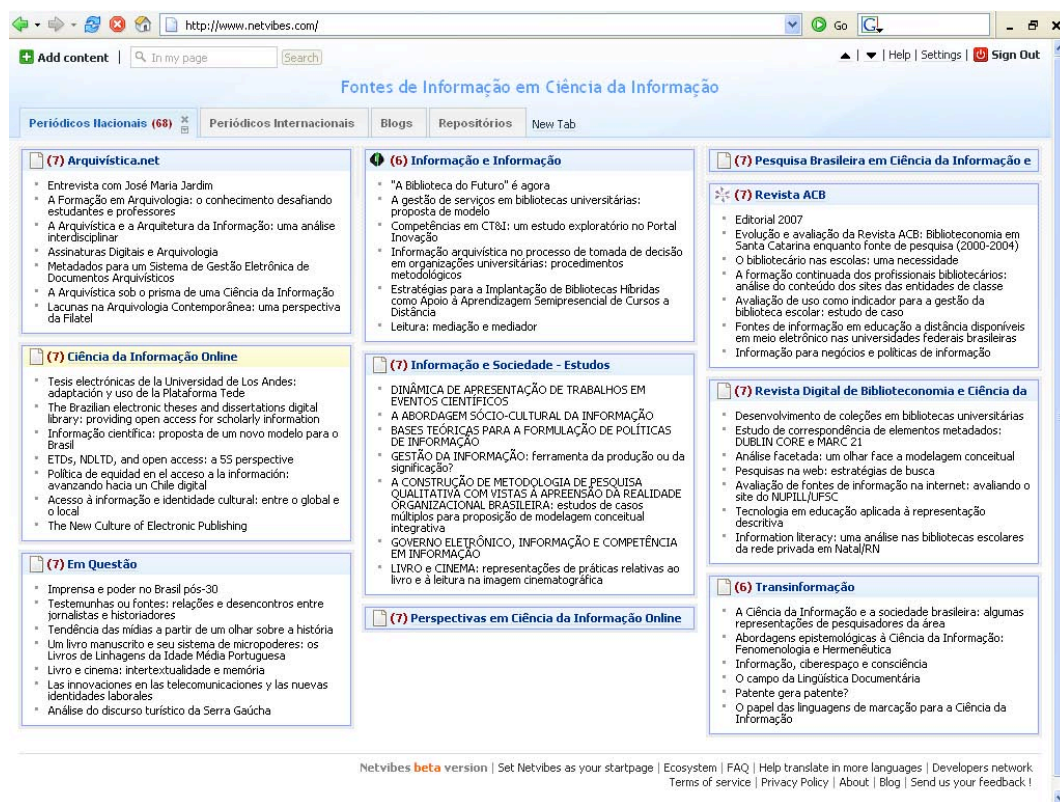 http://www.netvibes.com/
Go
G
Add content | In my page Search
▲ | ▼ | Help | Settings | Sign Out
Fontes de Informação em Ciência da Informação
Periódicos Nacionais (68) Periódicos Internacionais Blogs Repositórios New Tab
(7) Arquivística.net
Entrevista com José Maria Jardim
A Formação em Arquivologia: o conhecimento desafiando
estudantes e professores
A Arquivística e a Arquitetura da Informação: uma análise
interdisciplinar
Assinaturas Digitais e Arquivologia
Metadados para um Sistema de Gestão Eletrônica de
Documentos Arquivísticos
A Arquivística sob o prisma de uma Ciência da Informação
Lacunas na Arquivologia Contemporânea: uma perspectiva
da Filatel
(7) Ciência da Informação Online
Tesis electrónicas de la Universidad de Los Andes:
adaptación y uso de la Plataforma Tede
The Brazilian electronic theses and dissertations digital
library: providing open access for scholarly information
Informação científica: proposta de um novo modelo para o
Brasil
ETDs, NDLTD, and open access: a 5S perspective
Política de equidad en el acceso a la información:
avanzando hacia un Chile digital
Acesso à informação e identidade cultural: entre o global e
o local
The New Culture of Electronic Publishing
(7) Em Questão
Imprensa e poder no Brasil pós-30
Testemunhas ou fontes: relações e desencontros entre
jornalistas e historiadores
Tendência das mídias a partir de um olhar sobre a história
Um livro manuscrito e seu sistema de micropoderes: os
Livros de Linhagens da Idade Média Portuguesa
Livro e cinema: intertextualidade e memória
Las innovaciones en las telecomunicaciones y las nuevas
identidades laborales
Análise do discurso turístico da Serra Gaúcha
(6) Informação e Informação
"A Biblioteca do Futuro" é agora
A gestão de serviços em bibliotecas universitárias:
proposta de modelo
Competências em CT&I: um estudo exploratório no Portal
Inovação
Informação arquivística no processo de tomada de decisão
em organizações universitárias: procedimentos
metodológicos
Estratégias para a Implantação de Bibliotecas Híbridas
como Apoio à Aprendizagem Semipresencial de Cursos a
Distância
Leitura: mediação e mediador
(7) Informação e Sociedade - Estudos
DINÂMICA DE APRESENTAÇÃO DE TRABALHOS EM
EVENTOS CIENTÍFICOS
A ABORDAGEM SÓCIO-CULTURAL DA INFORMAÇÃO
BASES TEÓRICAS PARA A FORMULAÇÃO DE POLÍTICAS
DE INFORMAÇÃO
GESTÃO DA INFORMAÇÃO: ferramenta da produção ou da
significação?
A CONSTRUÇÃO DE METODOLOGIA DE PESQUISA
QUALITATIVA COM VISTAS À APREENSÃO DA REALIDADE
ORGANIZACIONAL BRASILEIRA: estudos de casos
múltiplos para proposição de modelagem conceitual
integrativa
GOVERNO ELETRÔNICO, INFORMAÇÃO E COMPETÊNCIA
EM INFORMAÇÃO
LIVRO e CINEMA: representações de práticas relativas ao
livro e à leitura na imagem cinematográfica
(7) Perspectivas em Ciência da Informação Online
(7) Pesquisa Brasileira em Ciência da Informação e
(7) Revista ACB
Editorial 2007
Evolução e avaliação da Revista ACB: Biblioteconomia em
Santa Catarina enquanto fonte de pesquisa (2000-2004)
O bibliotecário nas escolas: uma necessidade
A formação continuada dos profissionais bibliotecários:
análise do conteúdo dos sites das entidades de classe
Avaliação de uso como indicador para a gestão da
biblioteca escolar: estudo de caso
Fontes de informação em educação a distância disponíveis
em meio eletrônico nas universidades federais brasileiras
Informação para negócios e políticas de informação
(7) Revista Digital de Biblioteconomia e Ciência da
Desenvolvimento de coleções em bibliotecas universitárias
Estudo de correspondência de elementos metadados:
DUBLIN CORE e MARC 21
Análise facetada: um olhar face a modelagem conceitual
Pesquisas na web: estratégias de busca
Avaliação de fontes de informação na internet: avaliando o
site do NUPILL/UFSC
Tecnologia em educação aplicada à representação
descritiva
Information literacy: uma análise nas bibliotecas escolares
da rede privada em Natal/RN
(6) Transinformação
A Ciência da Informação e a sociedade brasileira: algumas
representações de pesquisadores da área
Abordagens epistemológicas à Ciência da Informação:
Fenomenologia e Hermenêutica
Informação, ciberespaço e consciência
O campo da Lingüística Documentária
Patente gera patente?
O papel das linguagens de marcação para a Ciência da
Informação
Netvibes beta version | Set Netvibes as your startpage | Ecosystem | FAQ | Help translate in more languages | Developers network
Terms of service | Privacy Policy | About | Blog | Send us your feedback !